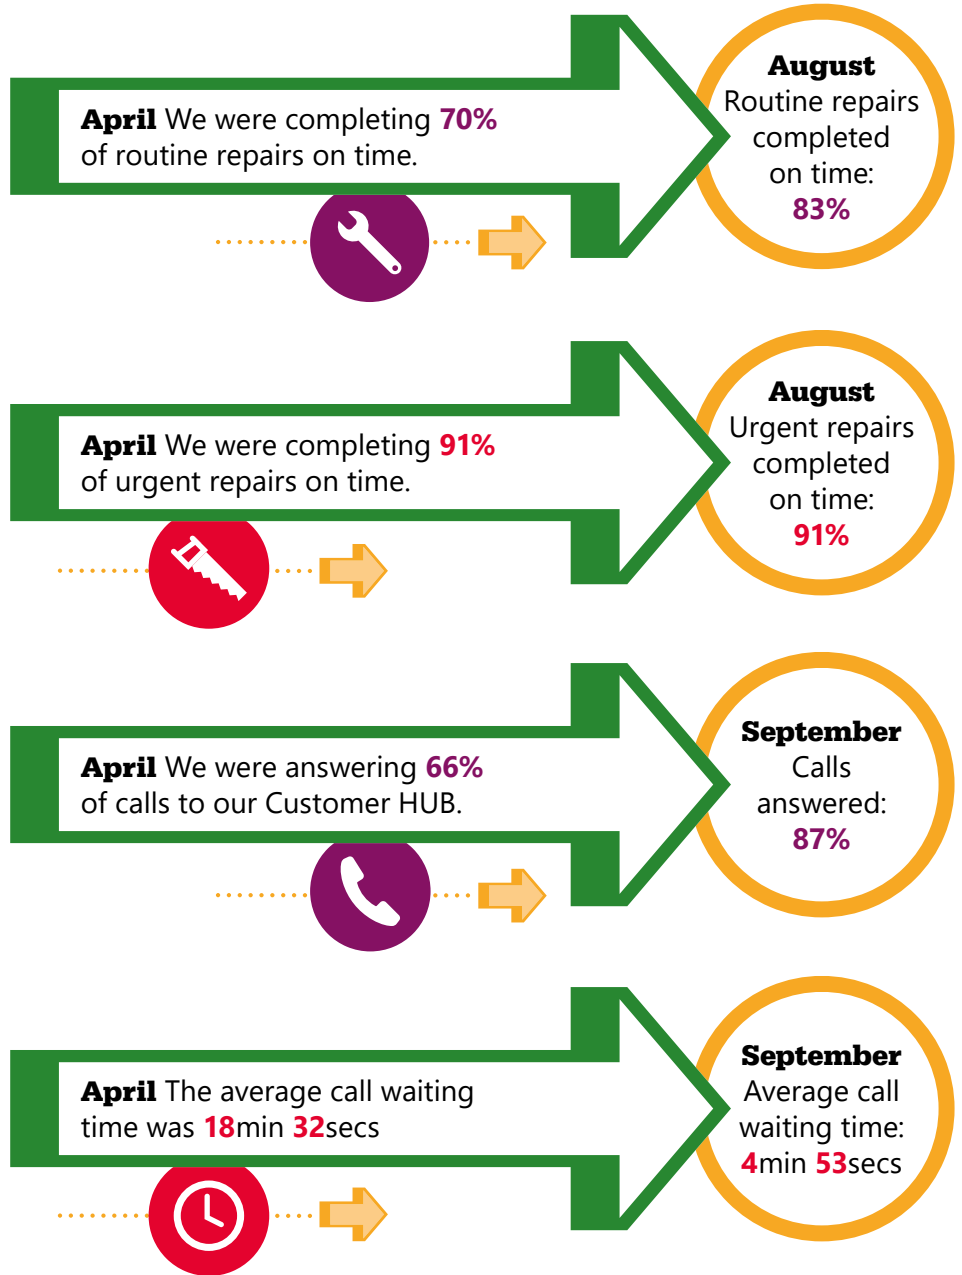 April We were completing 70%
of routine repairs on time.
August
Routine repairs
completed
on time:
83%
April We were completing 91%
of urgent repairs on time.
August
Urgent repairs
completed
on time:
91%
April We were answering 66%
of calls to our Customer HUB.
September
Calls
answered:
87%
April The average call waiting
time was 18min 32secs
September
Average call
waiting time:
4min 53secs